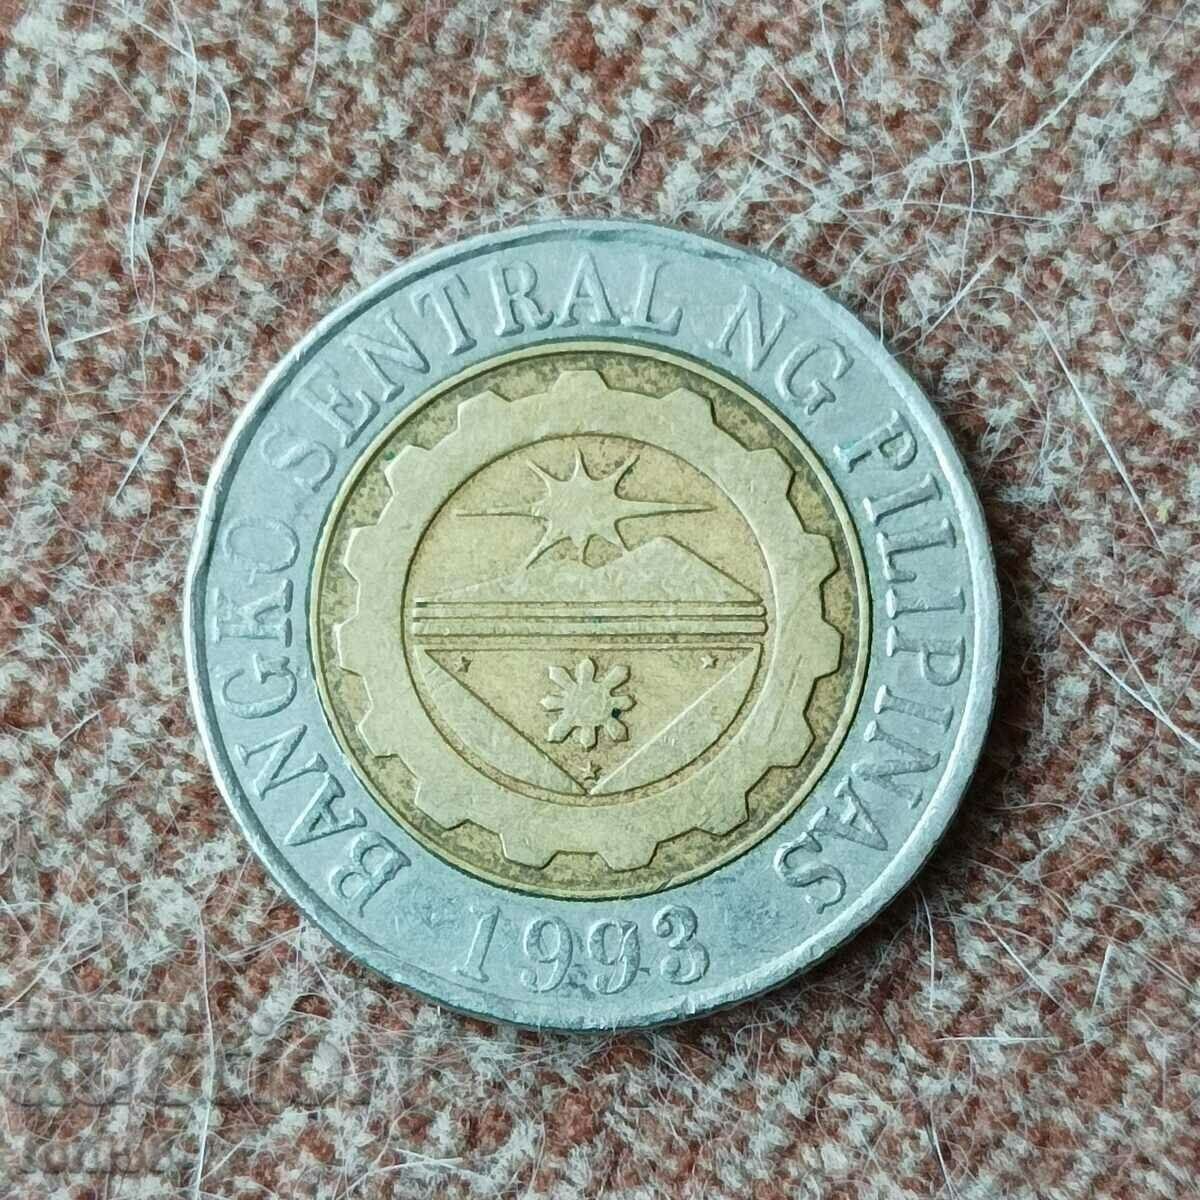 BANGKO SENTRAL NG PILIPINAS
1993